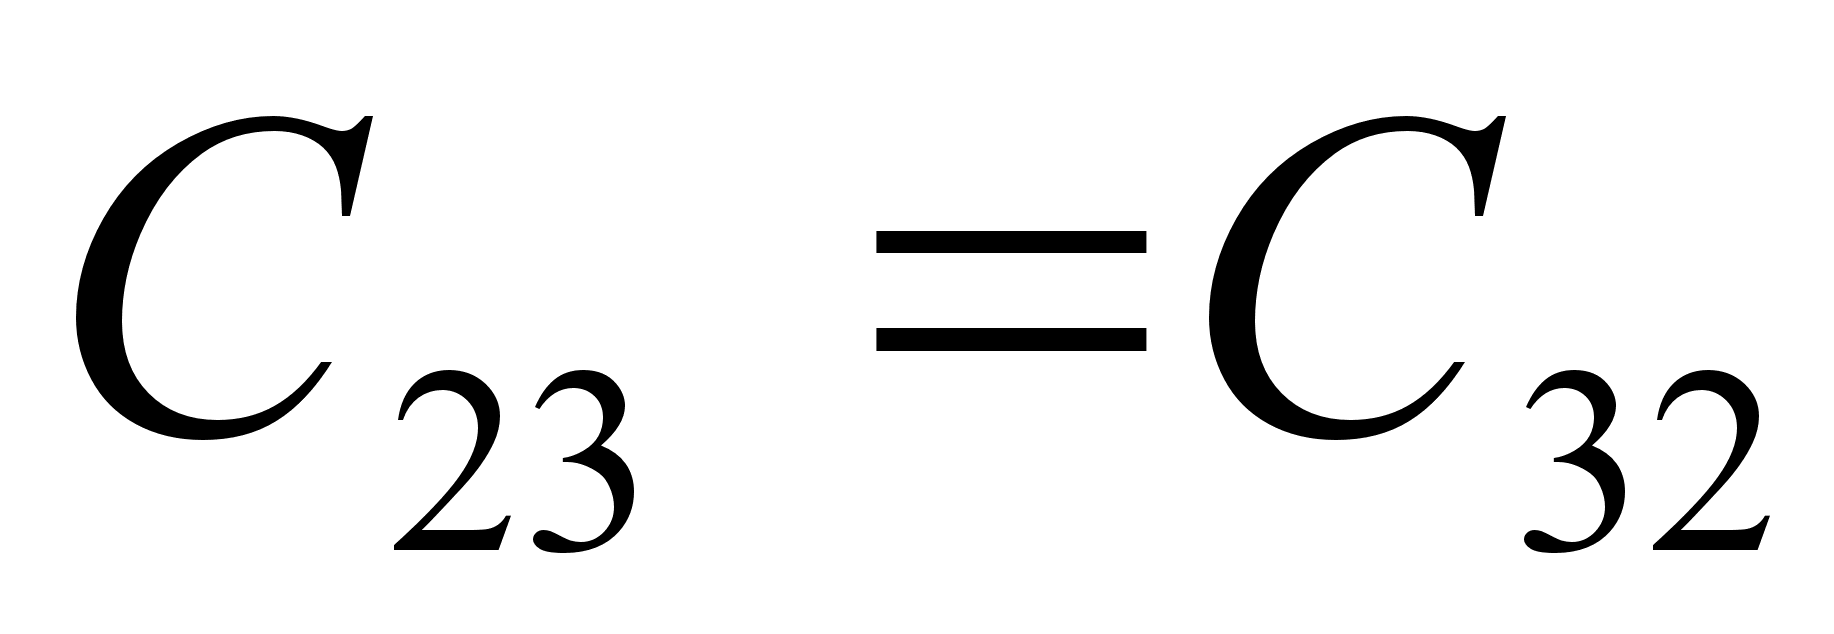 C₂₃ = C₃₂